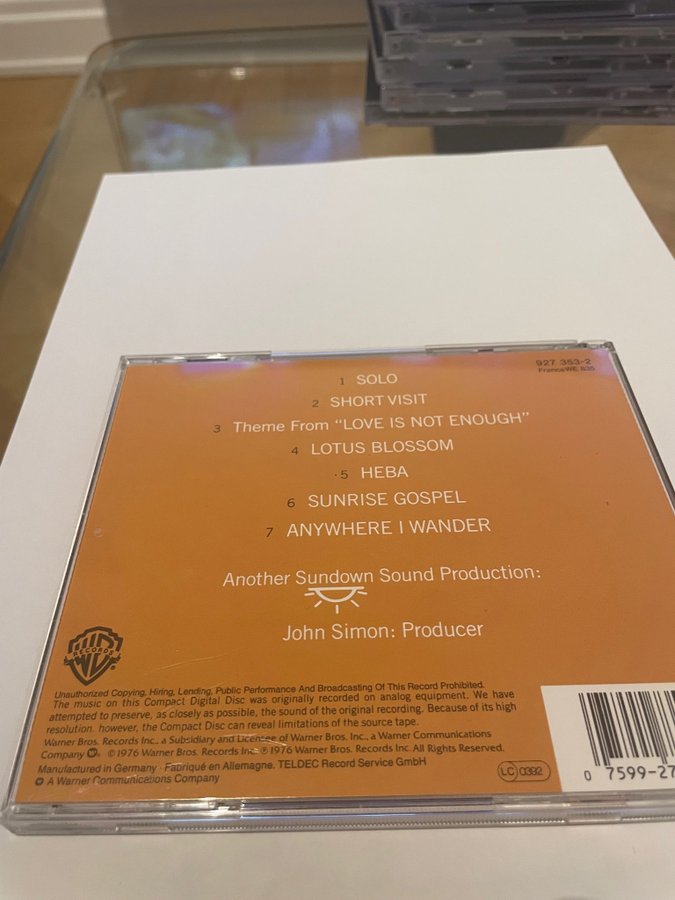 927 353-2
France WE 835
1 SOLO
2 SHORT VISIT
3 Theme From “LOVE IS NOT ENOUGH”
4 LOTUS BLOSSOM
5 HEBA
6 SUNRISE GOSPEL
7 ANYWHERE I WANDER
Another Sundown Sound Production:
John Simon: Producer
WB
RECORDS
Unauthorized Copying, Hiring, Lending, Public Performance And Broadcasting Of This Record Prohibited.
The music on this Compact Digital Disc was originally recorded on analog equipment. We have
attempted to preserve, as closely as possible, the sound of the original recording. Because of its high
resolution. however, the Compact Disc can reveal limitations of the source tape.
Warner Bros. Records Inc., a Subsidiary and Licensee of Warner Bros. Inc., a Warner Communications
Company ©1976 Warner Bros. Records Inc. ℗ 1976 Warner Bros. Records Inc. All Rights Reserved.
Manufactured in Germany · Fabriqué en Allemagne. TELDEC Record Service GmbH
A Warner Communications Company
LC 0392
0 7599-27